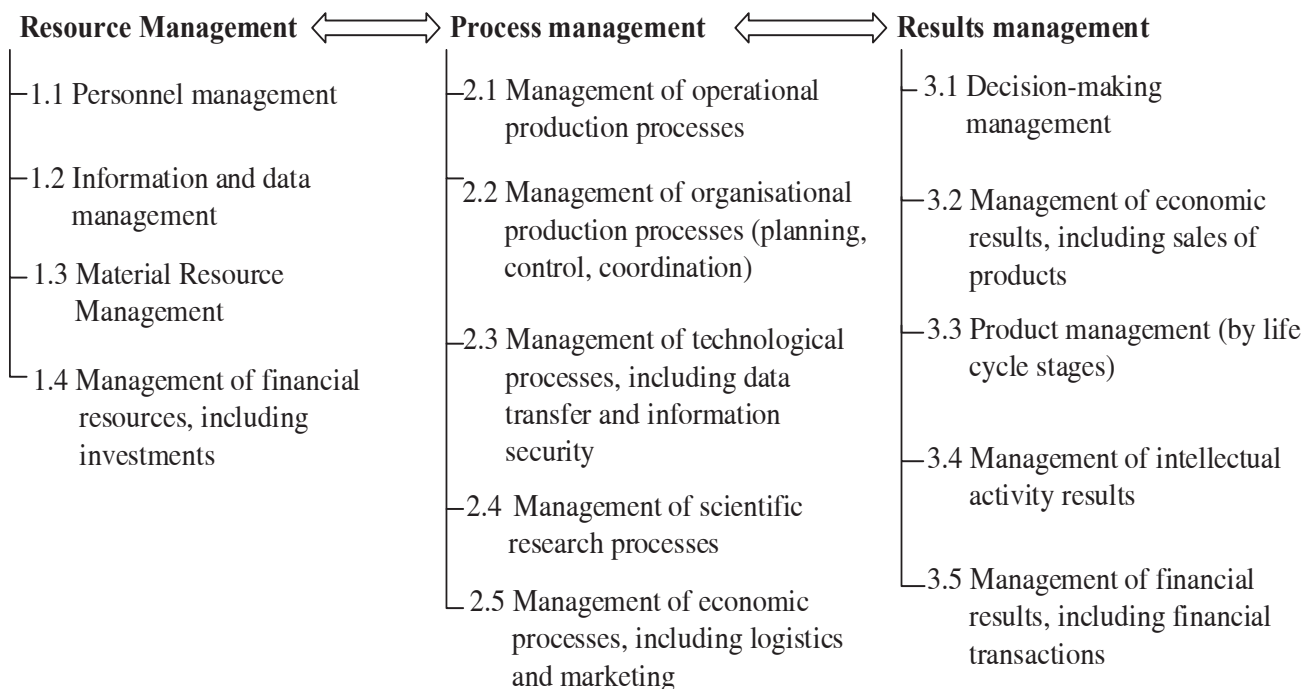 Resource Management
1.1 Personnel management
1.2 Information and data
management
1.3 Material Resource
Management
1.4 Management of financial
resources, including
investments
Process management
2.1 Management of operational
production processes
2.2 Management of organisational
production processes (planning,
control, coordination)
2.3 Management of technological
processes, including data
transfer and information
security
2.4 Management of scientific
research processes
2.5 Management of economic
processes, including logistics
and marketing
Results management
3.1 Decision-making
management
3.2 Management of economic
results, including sales of
products
3.3 Product management (by life
cycle stages)
3.4 Management of intellectual
activity results
3.5 Management of financial
results, including financial
transactions